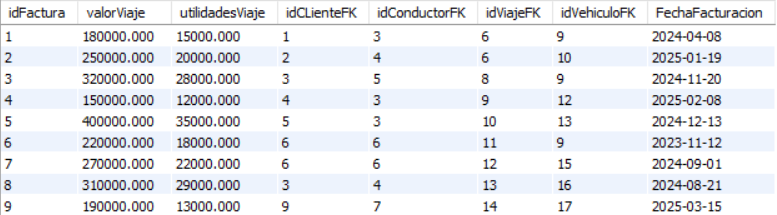 idFactura valorViaje utilidadesViaje idCLienteFK idConductorFK idViajeFK idVehiculoFK FechaFacturacion
1 180000.000 15000.000 1 3 6 9 2024-04-08
2 250000.000 20000.000 2 4 6 10 2025-01-19
3 320000.000 28000.000 3 5 8 9 2024-11-20
4 150000.000 12000.000 4 3 9 12 2025-02-08
5 400000.000 35000.000 5 3 10 13 2024-12-13
6 220000.000 18000.000 6 6 11 9 2023-11-12
7 270000.000 22000.000 6 6 12 15 2024-09-01
8 310000.000 29000.000 3 4 13 16 2024-08-21
9 190000.000 13000.000 9 7 14 17 2025-03-15